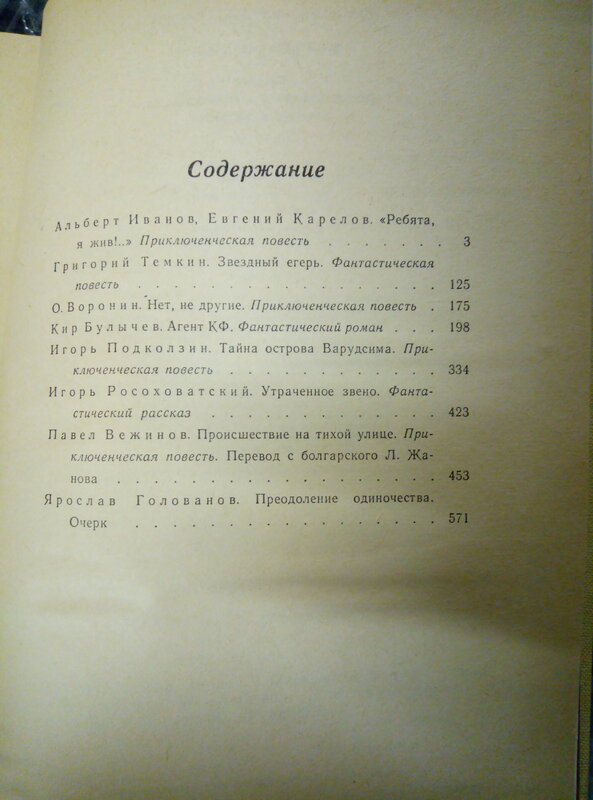 Содержание
Альберт Иванов, Евгений Карелов. «Ребята,
я жив!..» Приключенческая повесть . . . . . . . 3
Григорий Темкин. Звездный егерь. Фантастическая
повесть . . . . . . . . . . . . . . . . 125
О. Воронин. Нет, не другие. Приключенческая повесть . 175
Кир Булычев. Агент КФ. Фантастический роман . . . 198
Игорь Подколзин. Тайна острова Варудсима. При-
ключенческая повесть . . . . . . . . . . . 334
Игорь Росоховатский. Утраченное звено. Фанта-
стический рассказ . . . . . . . . . . . . 423
Павел Вежинов. Происшествие на тихой улице. При-
ключенческая повесть. Перевод с болгарского Л. Жа-
нова . . . . . . . . . . . . . . . . . 453
Ярослав Голованов. Преодоление одиночества.
Очерк . . . . . . . . . . . . . . . . 571